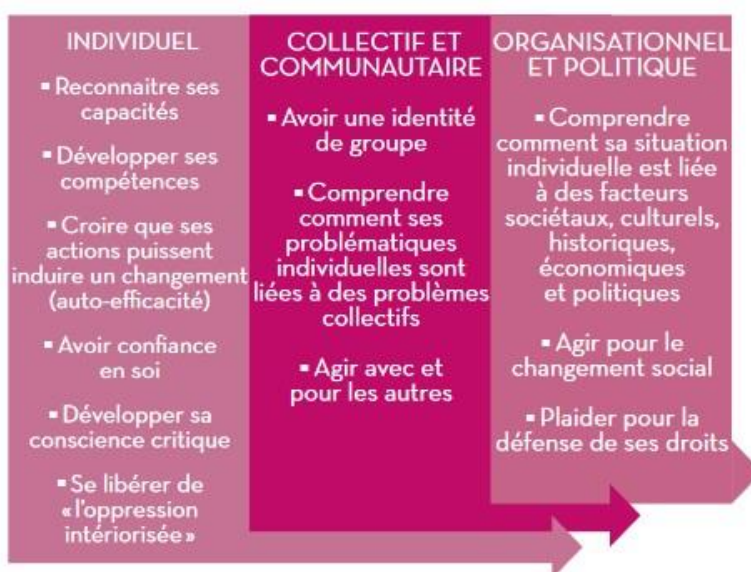 INDIVIDUEL
▪ Reconnaitre ses
capacités
▪ Développer ses
compétences
▪ Croire que ses
actions puissent
induire un changement
(auto-efficacité)
▪ Avoir confiance
en soi
▪ Développer sa
conscience critique
▪ Se libérer de
« l'oppression
intériorisée »
COLLECTIF ET
COMMUNAUTAIRE
▪ Avoir une identité
de groupe
▪ Comprendre
comment ses
problématiques
individuelles sont
liées à des problèmes
collectifs
▪ Agir avec et
pour les autres
ORGANISATIONNEL
ET POLITIQUE
▪ Comprendre
comment sa situation
individuelle est liée
à des facteurs
sociétaux, culturels,
historiques,
économiques
et politiques
▪ Agir pour le
changement social
▪ Plaider pour la
défense de ses droits